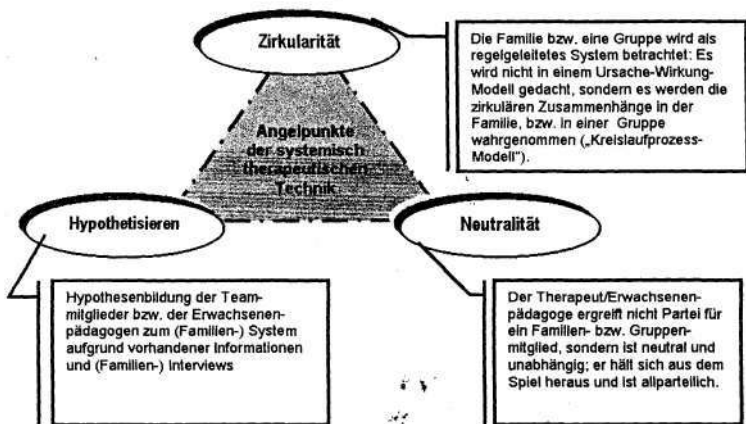 Zirkularität
Die Familie bzw. eine Gruppe wird als
regelgeleitetes System betrachtet: Es
wird nicht in einem Ursache-Wirkung-
Modell gedacht, sondern es werden die
zirkulären Zusammenhänge in der
Familie, bzw. in einer Gruppe
wahrgenommen („Kreislaufprozess-
Modell“).
Angelpunkte
der systemisch
therapeutischen
Technik
Hypothetisieren
Neutralität
Hypothesenbildung der Team-
mitglieder bzw. der Erwachsenen-
pädagogen zum (Familien-) System
aufgrund vorhandener Informationen
und (Familien-) Interviews
Der Therapeut/Erwachsenen-
pädagoge ergreift nicht Partei für
ein Familien- bzw. Gruppen-
mitglied, sondern ist neutral und
unabhängig; er hält sich aus dem
Spiel heraus und ist allparteilich.